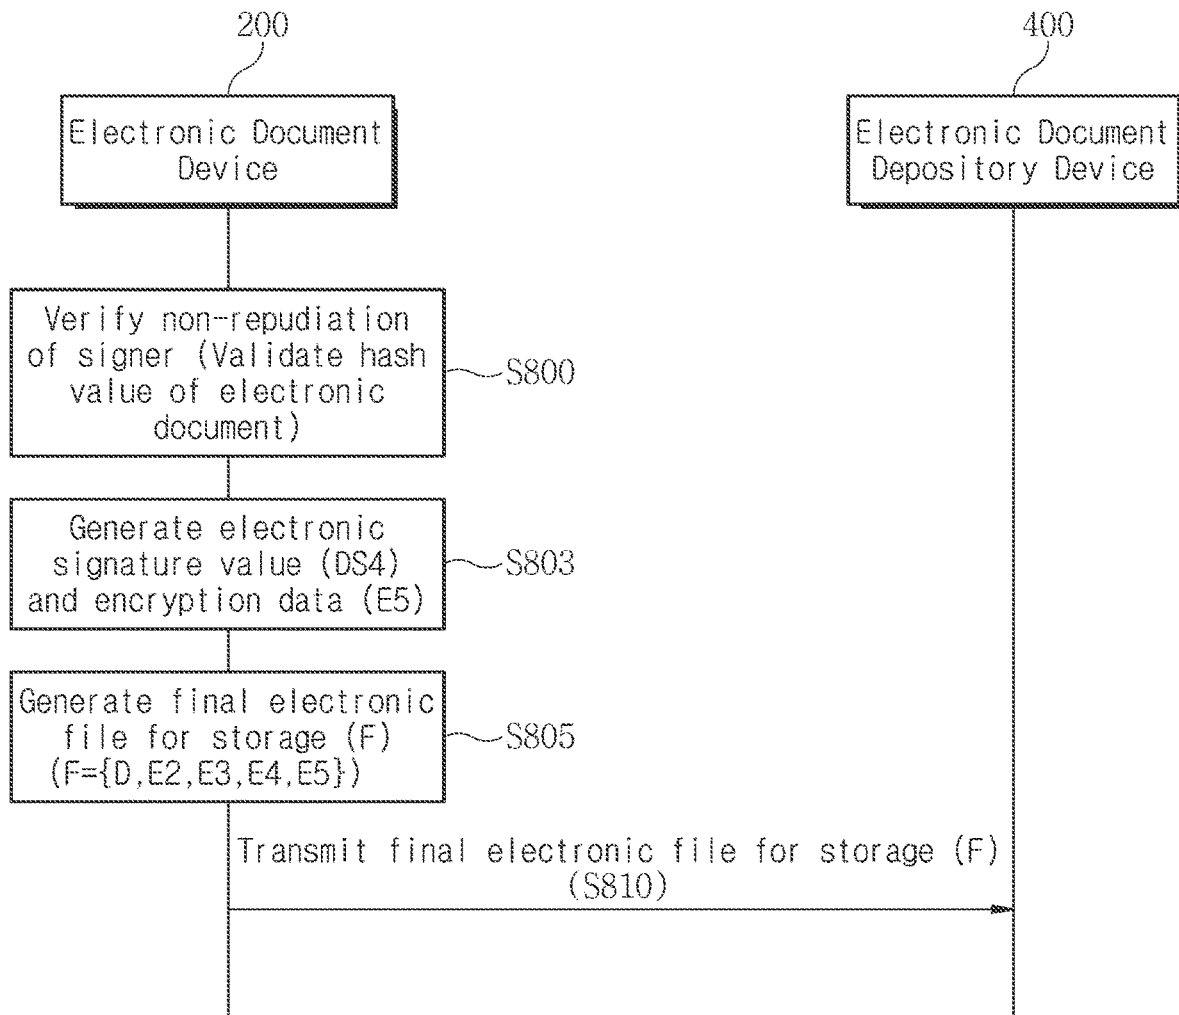 200
400
Electronic Document
Device
Electronic Document
Depository Device
Verify non-repudiation
of signer (Validate hash
value of electronic
document)
S800
Generate electronic
signature value (DS4)
and encryption data (E5)
S803
Generate final electronic
file for storage (F)
(F={D,E2,E3,E4,E5})
S805
Transmit final electronic file for storage (F)
(S810)